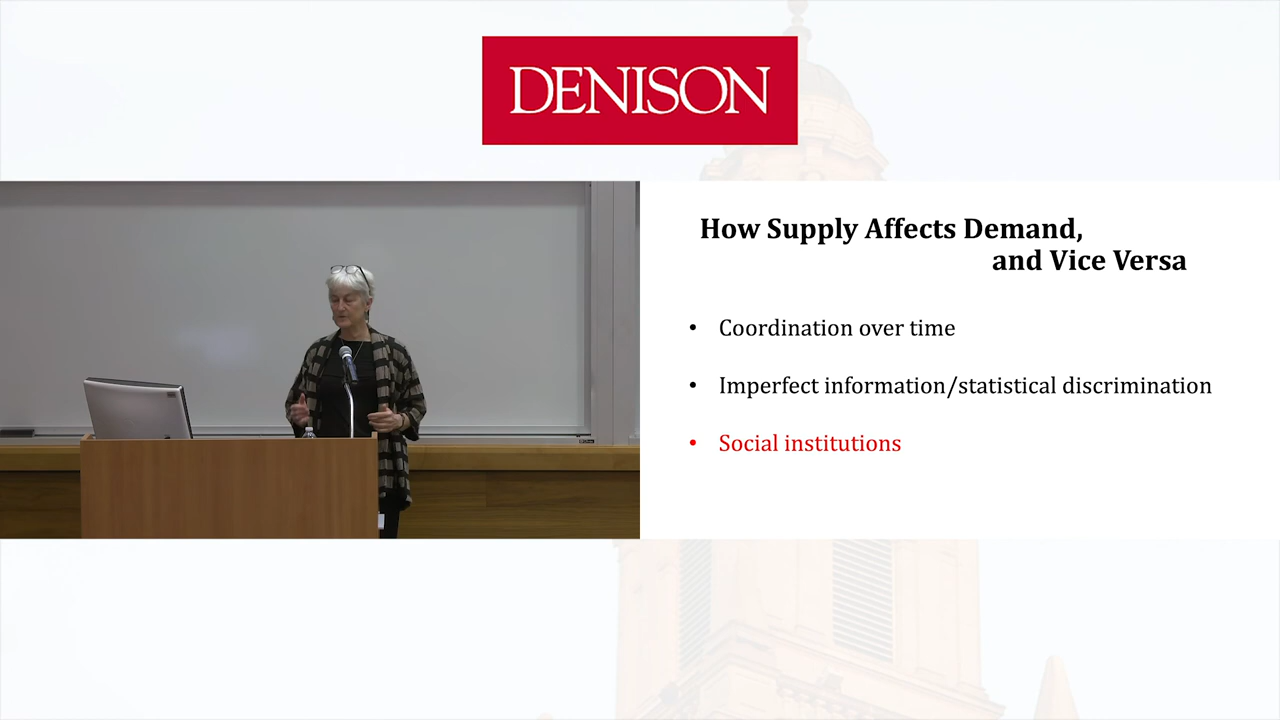 DENISON
How Supply Affects Demand,
and Vice Versa
• Coordination over time
• Imperfect information/statistical discrimination
• Social institutions